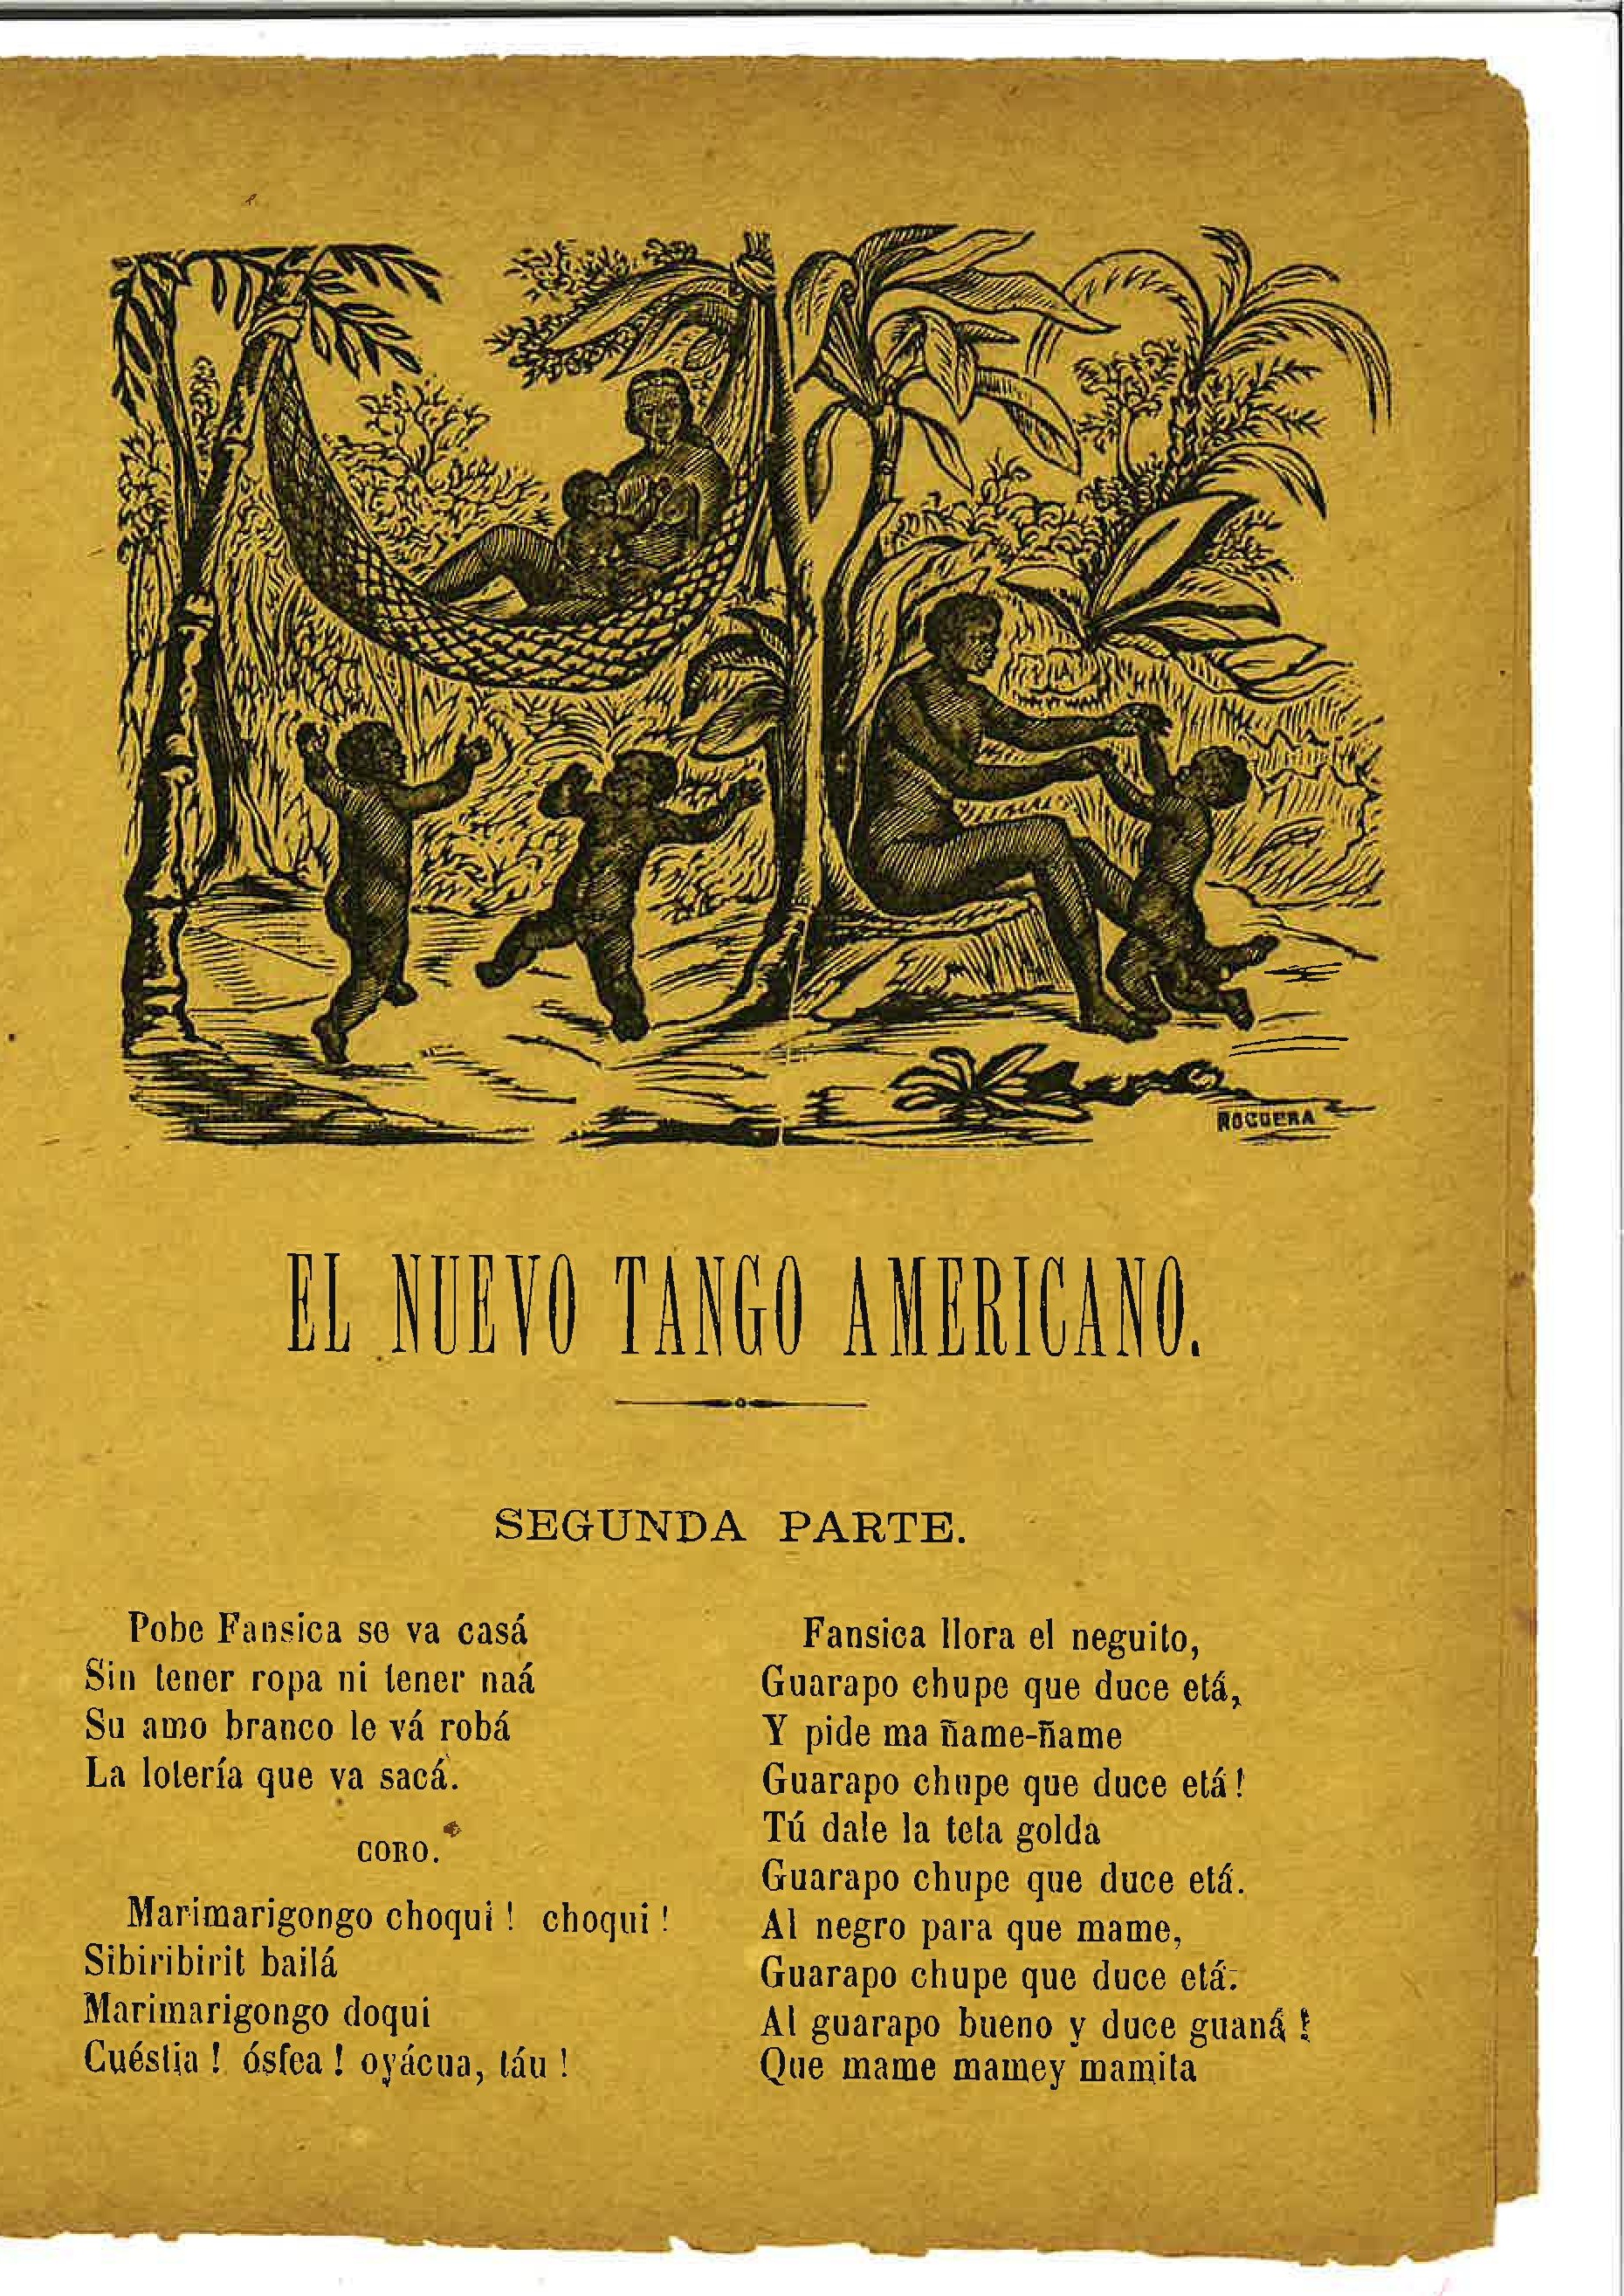 NOGUERA
EL NUEVO TANGO AMERICANO.
SEGUNDA PARTE.
Pobe Fansica se va casá
Sin tener ropa ni tener naá
Su amo branco le vá robá
La lotería que va sacá.
CORO.
Marimarigongo choqui! choqui!
Sibiribirit bailá
Marimarigongo doqui
Cuéstia! ósfea! oyácua, táu!
Fansica llora el neguito,
Guarapo chupe que duce etá,
Y pide ma ñame-ñame
Guarapo chupe que duce etá!
Tú dale la teta golda
Guarapo chupe que duce etá.
Al negro para que mame,
Guarapo chupe que duce etá.
Al guarapo bueno y duce guaná!
Que mame mamey mamita